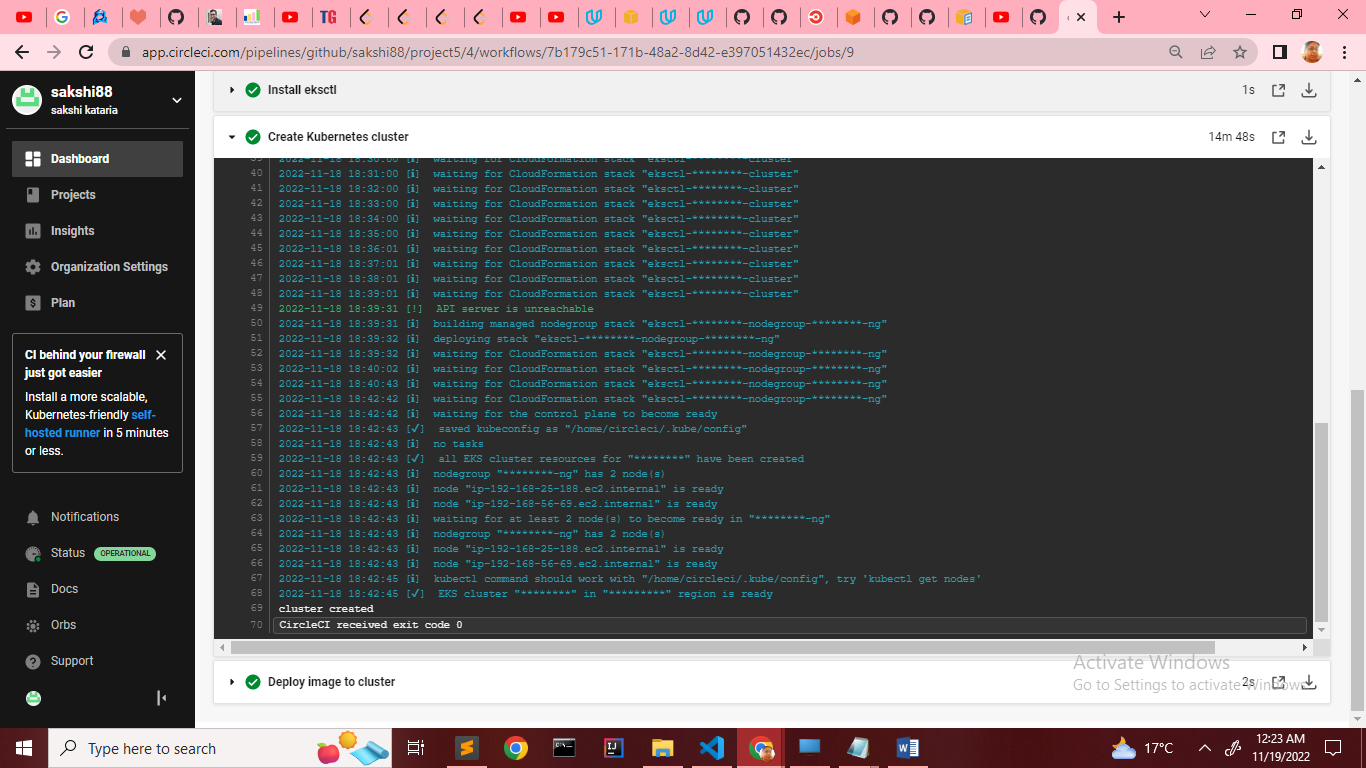 TG
app.circleci.com/pipelines/github/sakshi88/project5/4/workflows/7b179c51-171b-48a2-8d42-e397051432ec/jobs/9
sakshi88
sakshi kataria
Dashboard
Projects
Insights
Organization Settings
Plan
CI behind your firewall
just got easier
Install a more scalable,
Kubernetes-friendly self-
hosted runner in 5 minutes
or less.
Notifications
Status OPERATIONAL
Docs
Orbs
Support
Install eksctl 1s
Create Kubernetes cluster 14m 48s
39 2022-11-18 18:30:00 [ℹ] waiting for CloudFormation stack "eksctl-********-cluster"
40 2022-11-18 18:31:00 [ℹ] waiting for CloudFormation stack "eksctl-********-cluster"
41 2022-11-18 18:32:00 [ℹ] waiting for CloudFormation stack "eksctl-********-cluster"
42 2022-11-18 18:33:00 [ℹ] waiting for CloudFormation stack "eksctl-********-cluster"
43 2022-11-18 18:34:00 [ℹ] waiting for CloudFormation stack "eksctl-********-cluster"
44 2022-11-18 18:35:00 [ℹ] waiting for CloudFormation stack "eksctl-********-cluster"
45 2022-11-18 18:36:01 [ℹ] waiting for CloudFormation stack "eksctl-********-cluster"
46 2022-11-18 18:37:01 [ℹ] waiting for CloudFormation stack "eksctl-********-cluster"
47 2022-11-18 18:38:01 [ℹ] waiting for CloudFormation stack "eksctl-********-cluster"
48 2022-11-18 18:39:01 [ℹ] waiting for CloudFormation stack "eksctl-********-cluster"
49 2022-11-18 18:39:31 [!] API server is unreachable
50 2022-11-18 18:39:31 [ℹ] building managed nodegroup stack "eksctl-********-nodegroup-********-ng"
51 2022-11-18 18:39:32 [ℹ] deploying stack "eksctl-********-nodegroup-********-ng"
52 2022-11-18 18:39:32 [ℹ] waiting for CloudFormation stack "eksctl-********-nodegroup-********-ng"
53 2022-11-18 18:40:02 [ℹ] waiting for CloudFormation stack "eksctl-********-nodegroup-********-ng"
54 2022-11-18 18:40:43 [ℹ] waiting for CloudFormation stack "eksctl-********-nodegroup-********-ng"
55 2022-11-18 18:42:42 [ℹ] waiting for CloudFormation stack "eksctl-********-nodegroup-********-ng"
56 2022-11-18 18:42:42 [ℹ] waiting for the control plane to become ready
57 2022-11-18 18:42:43 [✓] saved kubeconfig as "/home/circleci/.kube/config"
58 2022-11-18 18:42:43 [ℹ] no tasks
59 2022-11-18 18:42:43 [✓] all EKS cluster resources for "********" have been created
60 2022-11-18 18:42:43 [ℹ] nodegroup "********-ng" has 2 node(s)
61 2022-11-18 18:42:43 [ℹ] node "ip-192-168-25-188.ec2.internal" is ready
62 2022-11-18 18:42:43 [ℹ] node "ip-192-168-56-69.ec2.internal" is ready
63 2022-11-18 18:42:43 [ℹ] waiting for at least 2 node(s) to become ready in "********-ng"
64 2022-11-18 18:42:43 [ℹ] nodegroup "********-ng" has 2 node(s)
65 2022-11-18 18:42:43 [ℹ] node "ip-192-168-25-188.ec2.internal" is ready
66 2022-11-18 18:42:43 [ℹ] node "ip-192-168-56-69.ec2.internal" is ready
67 2022-11-18 18:42:45 [ℹ] kubectl command should work with "/home/circleci/.kube/config", try 'kubectl get nodes'
68 2022-11-18 18:42:45 [✓] EKS cluster "********" in "*********" region is ready
69 cluster created
70 CircleCI received exit code 0
Deploy image to cluster 2s
Activate Windows
Go to Settings to activate Windows.
Type here to search
17°C
12:23 AM
11/19/2022